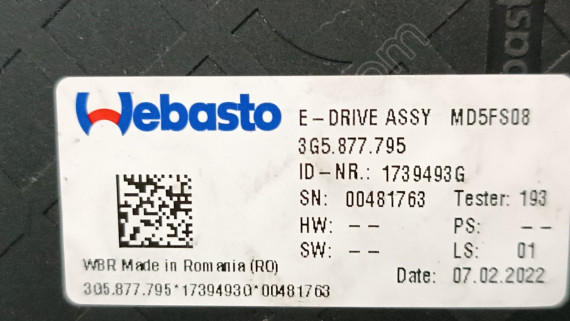 Webasto
E-DRIVE ASSY MD5FS08
3G5.877.795
ID-NR.: 1739493G
SN: 00481763 Tester: 193
HW: -- PS: --
SW: -- LS: 01
WBR Made in Romania (RO) Date: 07.02.2022
3G5.877.795*1739493G*00481763